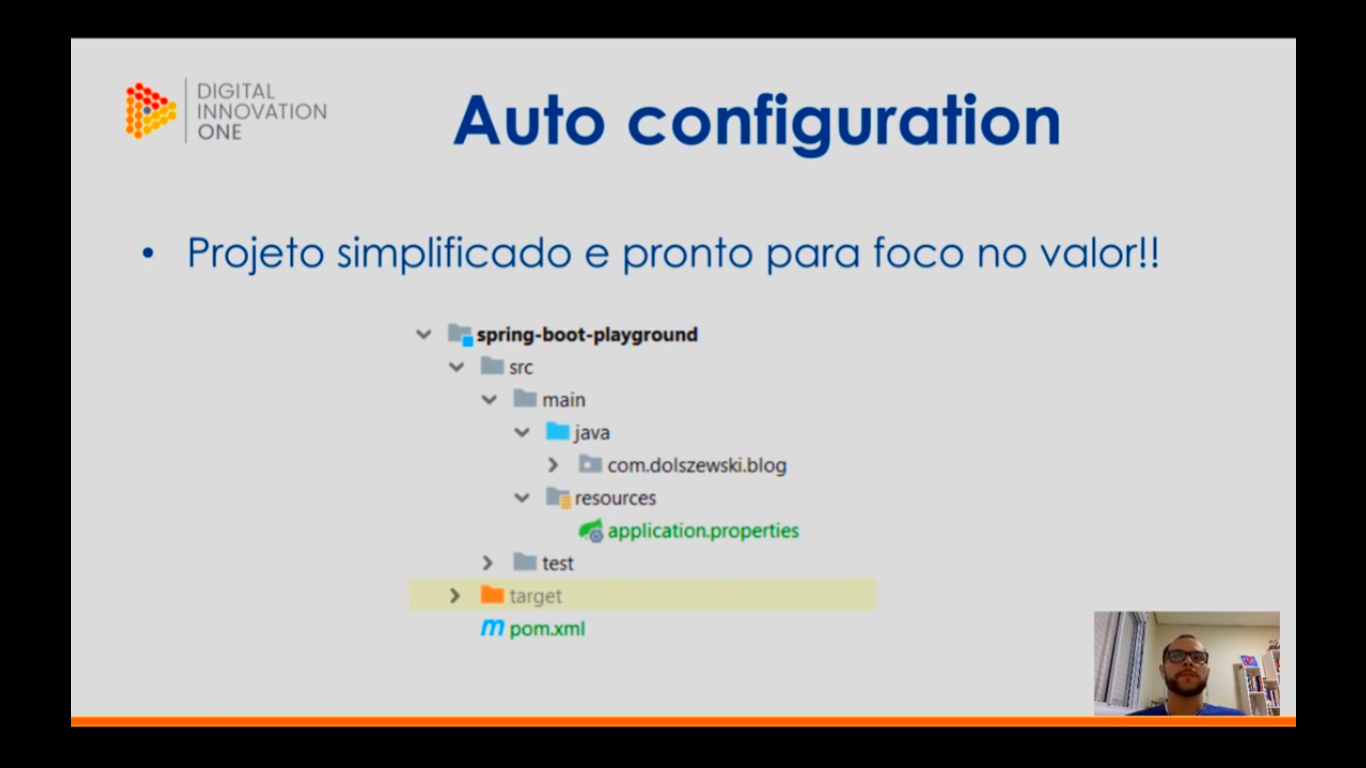 DIGITAL
INNOVATION
ONE
Auto configuration
• Projeto simplificado e pronto para foco no valor!!
spring-boot-playground
src
main
java
com.dolszewski.blog
resources
application.properties
test
target
m pom.xml